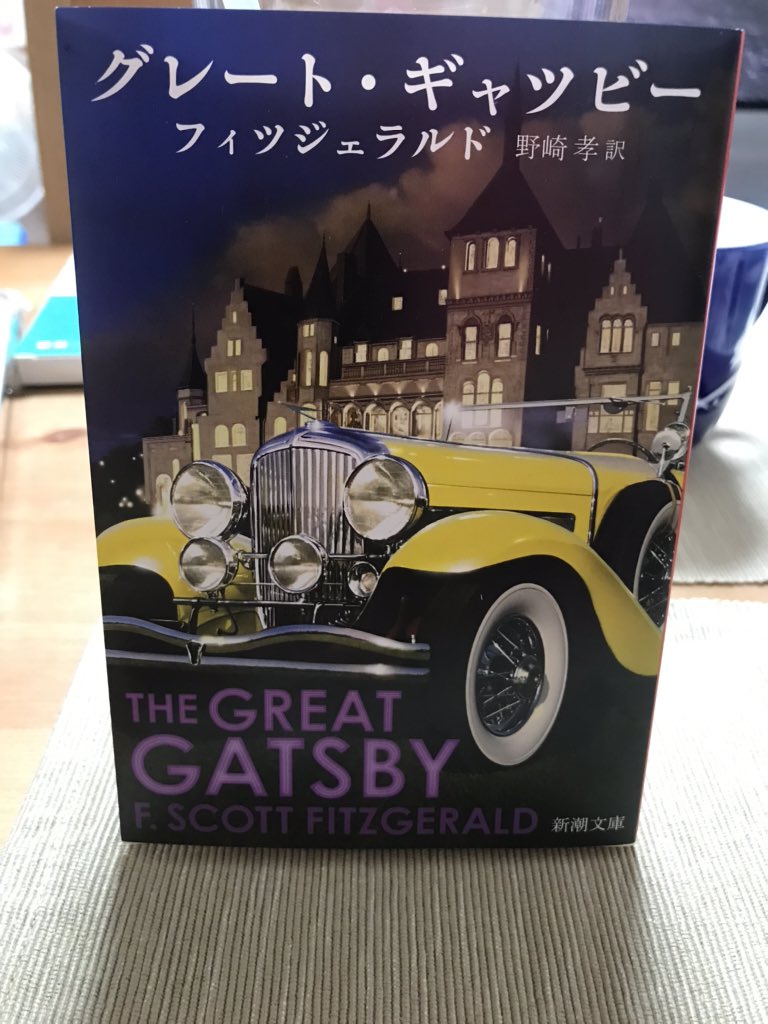 グレート・ギャツビー
フィツジェラルド 野崎 孝 訳
THE GREAT
GATSBY
F. SCOTT FITZGERALD 新潮文庫